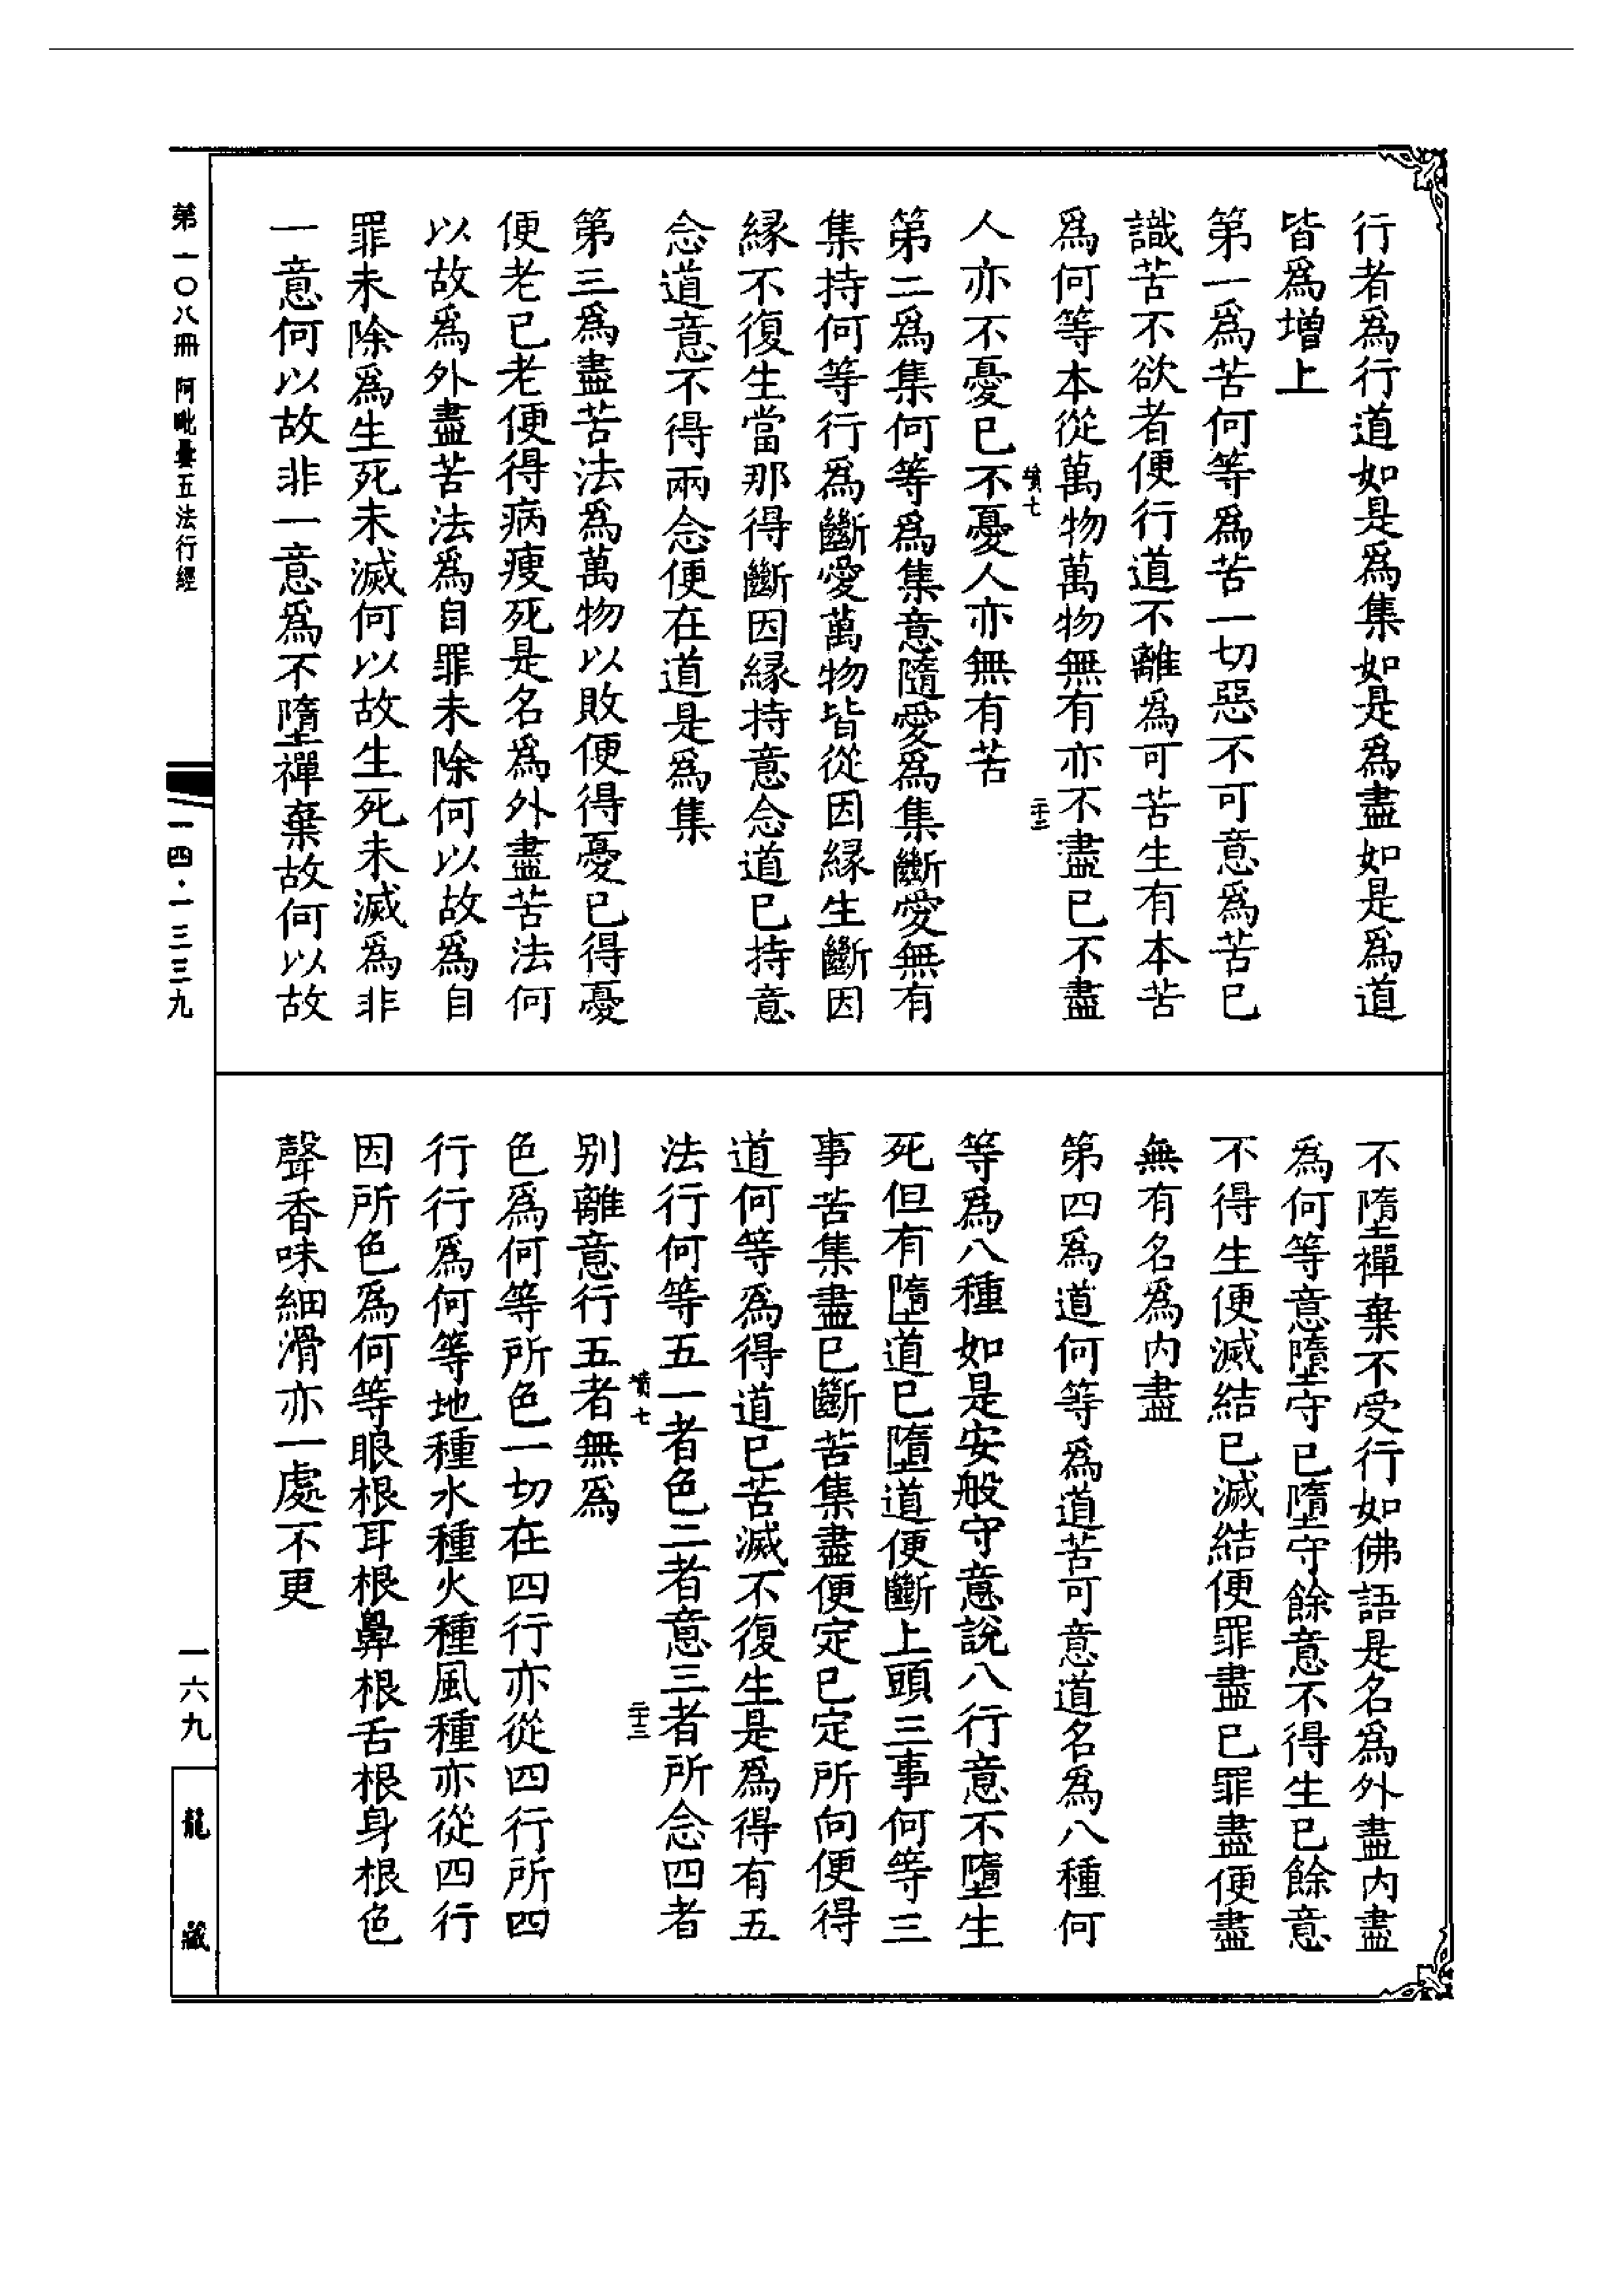 行者爲行道如是爲集如是爲盡如是爲道
皆爲增上
第一爲苦何等爲苦一切惡不可意爲苦已
識苦不欲者便行道不離爲可苦生有本苦
爲何等本從萬物萬物無有亦不盡已不盡
人亦不憂已不憂人亦無有苦
第二爲集何等爲集意隨愛爲集斷愛無有
集持何等行爲斷愛萬物皆從因緣生斷因
緣不復生當那得斷因緣持意念道已持意
念道意不得兩念便在道是爲集
第三爲盡苦法爲萬物以敗便得憂已得憂
便老已老便得病瘦死是名爲外盡苦法何
以故爲外盡苦法爲自罪未除何以故爲自
罪未除爲生死未滅何以故生死未滅爲非
一意何以故非一意爲不墮禪棄故何以故
不墮禪棄不受行如佛語是名爲外盡內盡
爲何等意墮守已墮守餘意不得生已餘意
不得生便滅結已滅結便罪盡已罪盡便盡
無有名爲內盡
第四爲道何等爲道苦可意道名爲八種何
等爲八種如是安般守意說八行意不墮生
死但有墮道已墮道便斷上頭三事何等三
事苦集盡已斷苦集盡便定已定所向便得
道何等爲得道已苦滅不復生是爲得有五
法行何等五一者色二者意三者所念四者
別離意行五者無爲
色爲何等所色一切在四行亦從四行所四
行行爲何等地種水種火種風種亦從四行
因所色爲何等眼根耳根鼻根舌根身根色
聲香味細滑亦一處不更
第一〇八冊 阿毗曇五法行經
一四·一三三九
一六九
龍藏